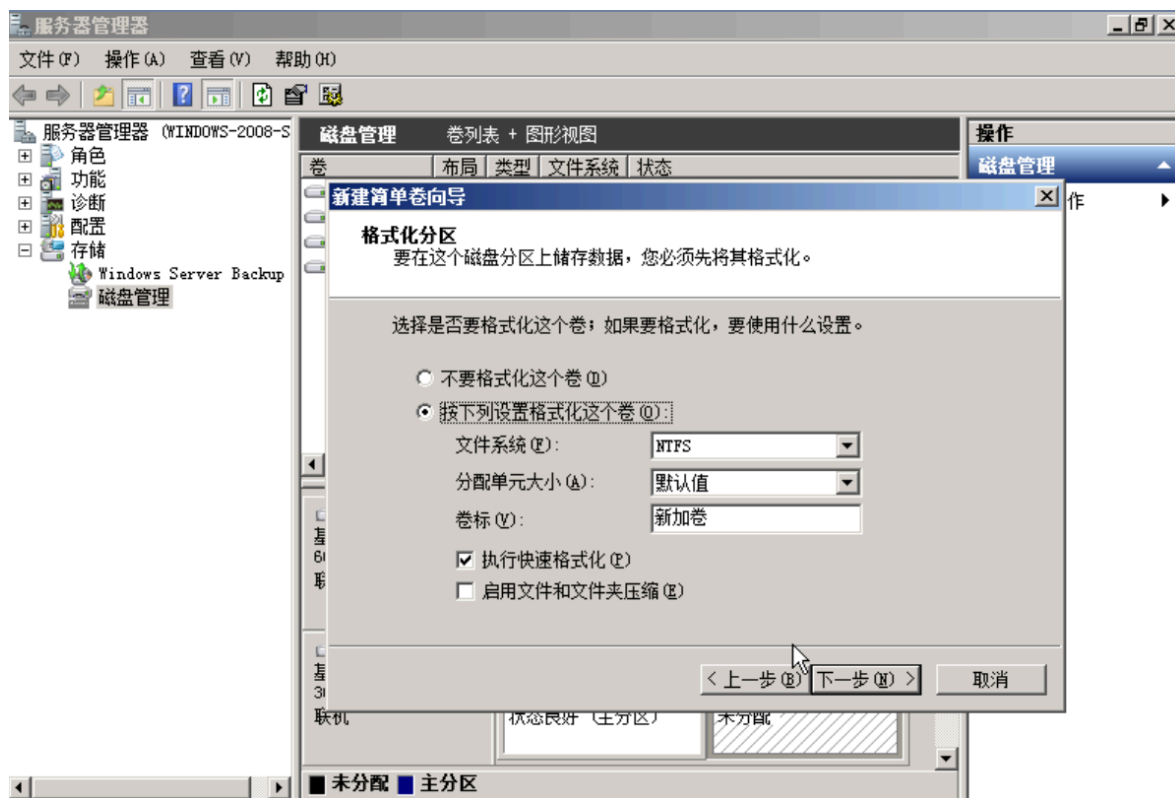 服务器管理器
文件(F) 操作(A) 查看(V) 帮助(H)
服务器管理器 (WINDOWS-2008-S
角色
功能
诊断
配置
存储
Windows Server Backup
磁盘管理
磁盘管理 卷列表 + 图形视图
卷 布局 类型 文件系统 状态
操作
磁盘管理
作
新建简单卷向导
格式化分区
要在这个磁盘分区上储存数据，您必须先将其格式化。
选择是否要格式化这个卷；如果要格式化，要使用什么设置。
不要格式化这个卷(D)
按下列设置格式化这个卷(O):
文件系统(F): NTFS
分配单元大小(A): 默认值
卷标(V): 新加卷
执行快速格式化(P)
启用文件和文件夹压缩(E)
< 上一步(B) 下一步(N) > 取消
联机 状态良好 (主分区) 未分配
未分配 主分区